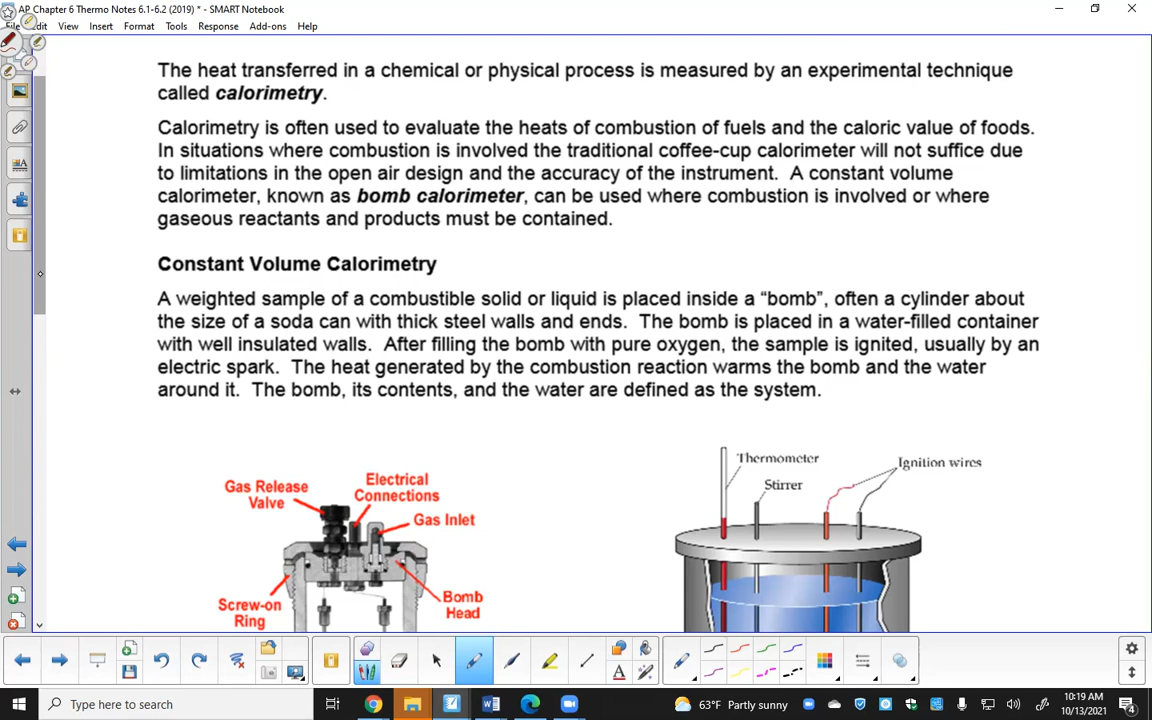 AP Chapter 6 Thermo Notes 6.1-6.2 (2019) * - SMART Notebook
View Insert Format Tools Response Add-ons Help
The heat transferred in a chemical or physical process is measured by an experimental technique
called calorimetry.
Calorimetry is often used to evaluate the heats of combustion of fuels and the caloric value of foods.
In situations where combustion is involved the traditional coffee-cup calorimeter will not suffice due
to limitations in the open air design and the accuracy of the instrument. A constant volume
calorimeter, known as bomb calorimeter, can be used where combustion is involved or where
gaseous reactants and products must be contained.
Constant Volume Calorimetry
A weighted sample of a combustible solid or liquid is placed inside a “bomb”, often a cylinder about
the size of a soda can with thick steel walls and ends. The bomb is placed in a water-filled container
with well insulated walls. After filling the bomb with pure oxygen, the sample is ignited, usually by an
electric spark. The heat generated by the combustion reaction warms the bomb and the water
around it. The bomb, its contents, and the water are defined as the system.
Gas Release
Valve
Electrical
Connections
Gas Inlet
Screw-on
Ring
Bomb
Head
Thermometer
Stirrer
Ignition wires
Type here to search
63°F Partly sunny
10:19 AM
10/13/2021
4